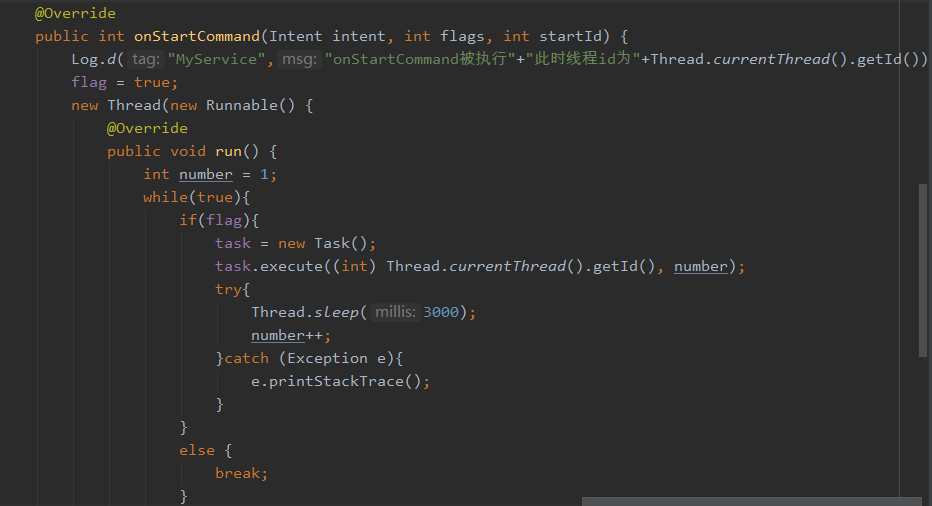 @Override
public int onStartCommand(Intent intent, int flags, int startId) {
Log.d( tag: "MyService", msg: "onStartCommand被执行"+"此时线程id为"+Thread.currentThread().getId())
flag = true;
new Thread(new Runnable() {
@Override
public void run() {
int number = 1;
while(true){
if(flag){
task = new Task();
task.execute((int) Thread.currentThread().getId(), number);
try{
Thread.sleep( millis: 3000);
number++;
}catch (Exception e){
e.printStackTrace();
}
}
else {
break;
}